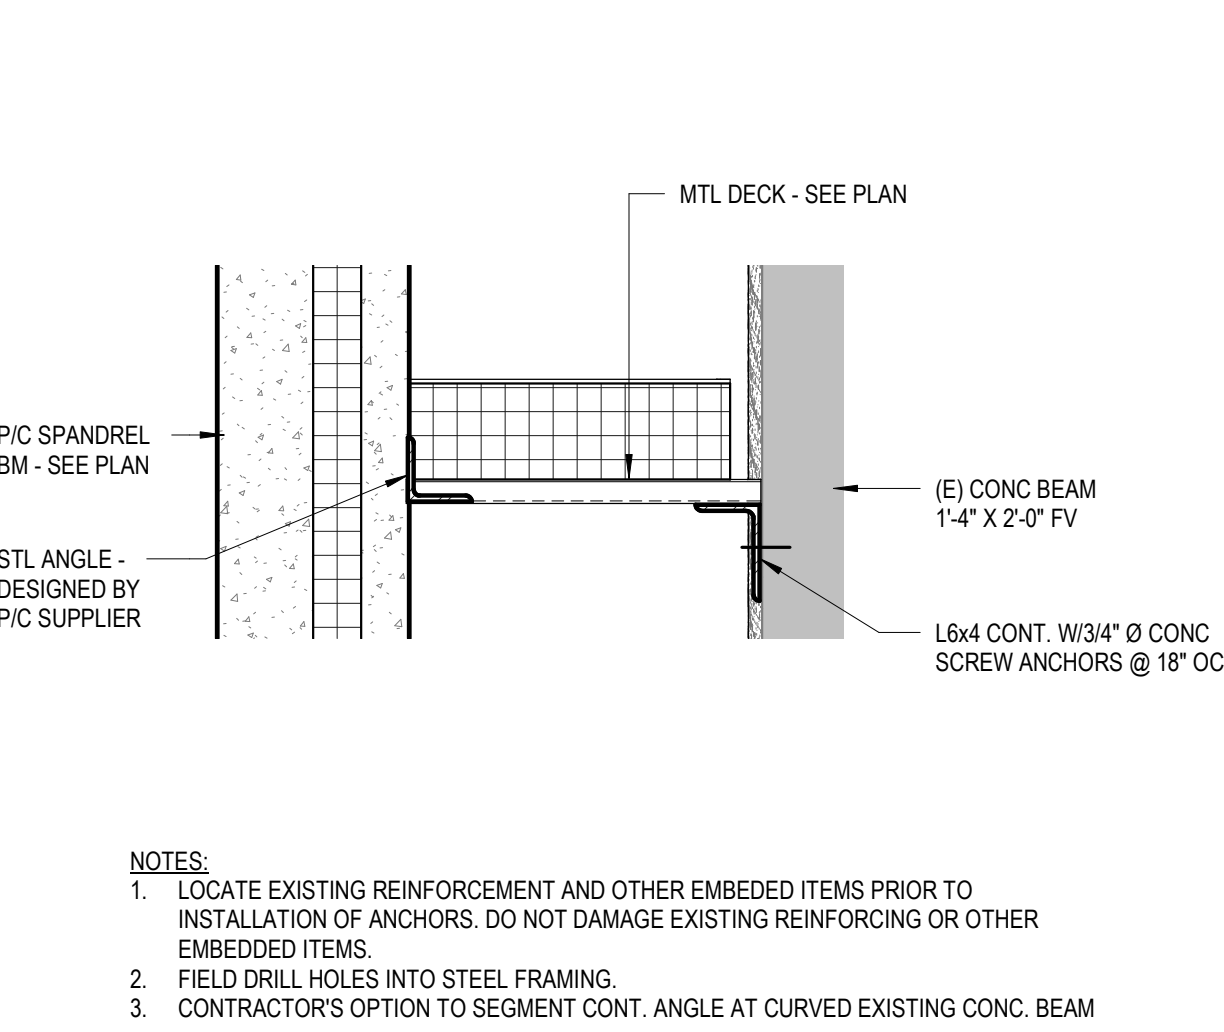 MTL DECK - SEE PLAN
P/C SPANDREL
BM - SEE PLAN
(E) CONC BEAM
1'-4" X 2'-0" FV
STL ANGLE -
DESIGNED BY
P/C SUPPLIER
L6x4 CONT. W/3/4" Ø CONC
SCREW ANCHORS @ 18" OC
NOTES:
1. LOCATE EXISTING REINFORCEMENT AND OTHER EMBEDED ITEMS PRIOR TO
INSTALLATION OF ANCHORS. DO NOT DAMAGE EXISTING REINFORCING OR OTHER
EMBEDDED ITEMS.
2. FIELD DRILL HOLES INTO STEEL FRAMING.
3. CONTRACTOR'S OPTION TO SEGMENT CONT. ANGLE AT CURVED EXISTING CONC. BEAM